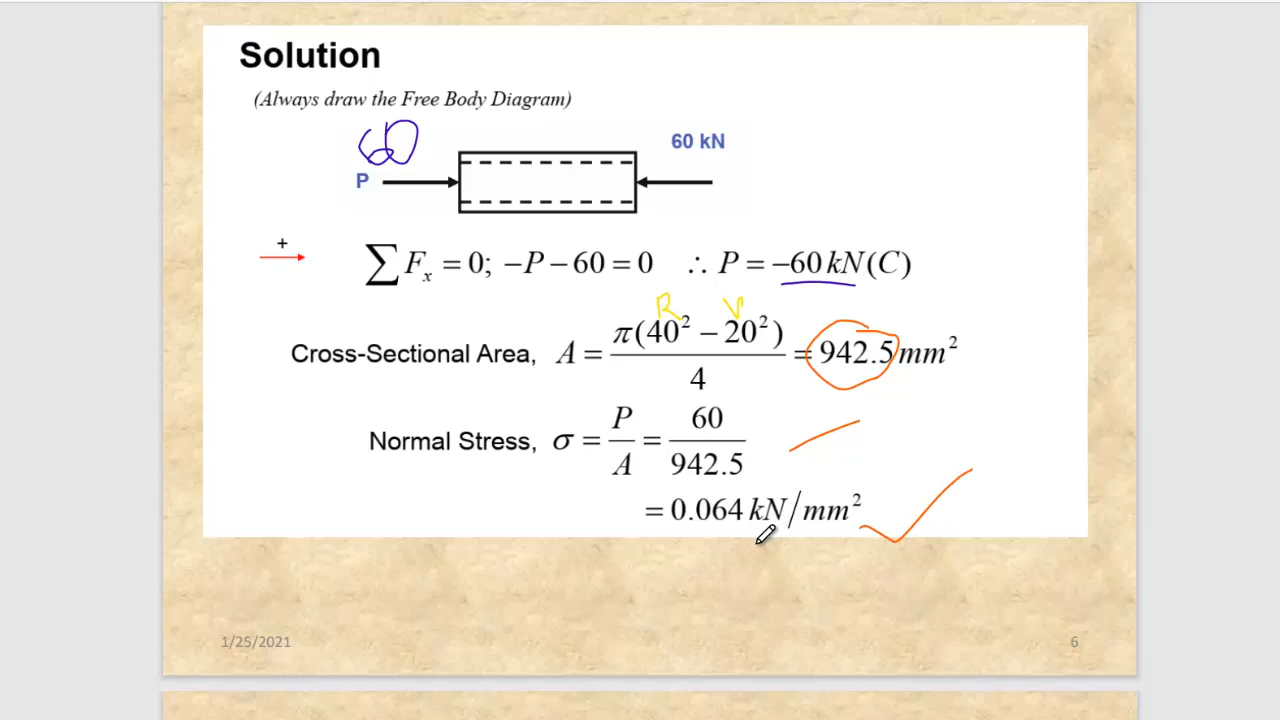 Solution
(Always draw the Free Body Diagram)
60
60 kN
P
+
∑Fₓ = 0; −P − 60 = 0 ∴ P = −60 kN(C)
R V
Cross-Sectional Area, A = π(40² − 20²) / 4 = 942.5 mm²
Normal Stress, σ = P / A = 60 / 942.5
= 0.064 kN/mm²
1/25/2021
6